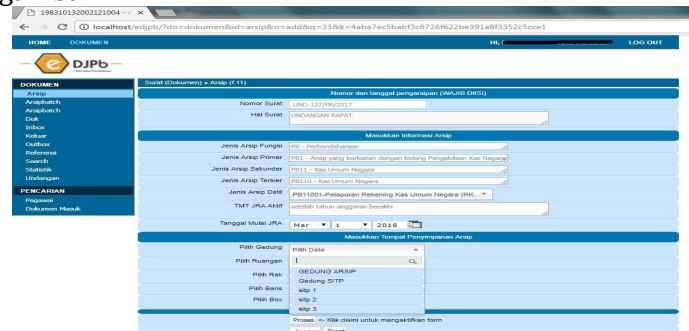 198310132002121004 --
localhost/edjpb/?do=dokumen&id=arsip&o=add&q=33&k=4aba7ec5babf3c8726f622be391a8f3352c5cce1
HOME DOKUMEN HI, LOG OUT
DJPb
DOKUMEN
Arsip
Arsipbatch
Arsipbatch
Dok
Inbox
Keluar
Outbox
Referensi
Search
Statistik
Undangan
PENCARIAN
Pegawai
Dokumen Masuk
Surat (Dokumen) » Arsip (f.11)
Nomor dan tanggal pengarsipan (WAJIB DIISI)
Nomor Surat UND-127/PB/2017
Hal Surat UNDANGAN RAPAT
Masukkan Informasi Arsip
Jenis Arsip Fungsi PB - Perbendaharaan
Jenis Arsip Primer PB1 - Arsip yang berkaitan dengan bidang Pengelolaan Kas Negara
Jenis Arsip Sekunder PB11 - Kas Umum Negara
Jenis Arsip Tersier PB110 - Kas Umum Negara
Jenis Arsip Detil PB11001-Pelaporan Rekening Kas Umum Negara (RK...
TMT JRA Aktif setelah tahun anggaran berakhi
Tanggal Mulai JRA Mar 1 2018
Masukkan Tempat Penyimpanan Arsip
Pilih Gedung Pilih Data
Pilih Ruangan
Pilih Rak GEDUNG ARSIP
Gedung SITP
Pilih Baris sitp 1
Pilih Box sitp 2
sitp 3
Proses <- Klik disini untuk mengaktifkan form
Reset